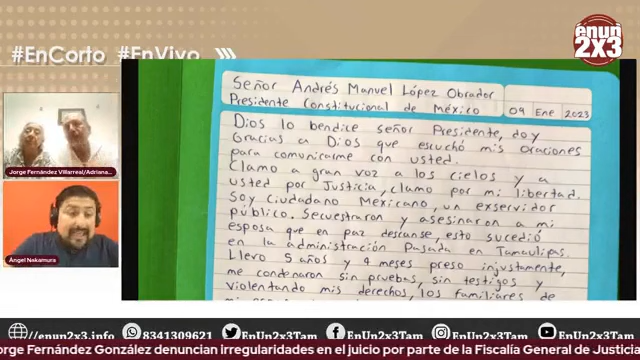 énun
2x3
#EnCorto #EnVivo
Señor Andrés Manuel López Obrador
Presidente Constitucional de México
09 Ene 2023
Dios lo bendice señor Presidente, doy
Gracias a Dios que escuchó mis oraciones
para comunicarme con usted.
Clamo a gran voz a los cielos y a
usted por Justicia, clamo por mi libertad.
Soy ciudadano Mexicano, un exservidor
público. Secuestraron y asesinaron a mi
esposa que en paz descanse, esto sucedió
en la administración Pasada en Tamaulipas.
Llevo 5 años y 9 meses preso injustamente,
me condenaron sin pruebas, sin testigos y
violentando mis derechos, los familiares de
Jorge Fernández Villarreal/Adriana...
Ángel Nakamura
//enun2x3.info
8341309621
EnUn2x3Tam
EnUn2x3Tam
EnUn2x3Tam
EnUn2x3Tam
orge Fernández González denuncian irregularidades en el juicio por parte de la Fiscalía General de Justicia